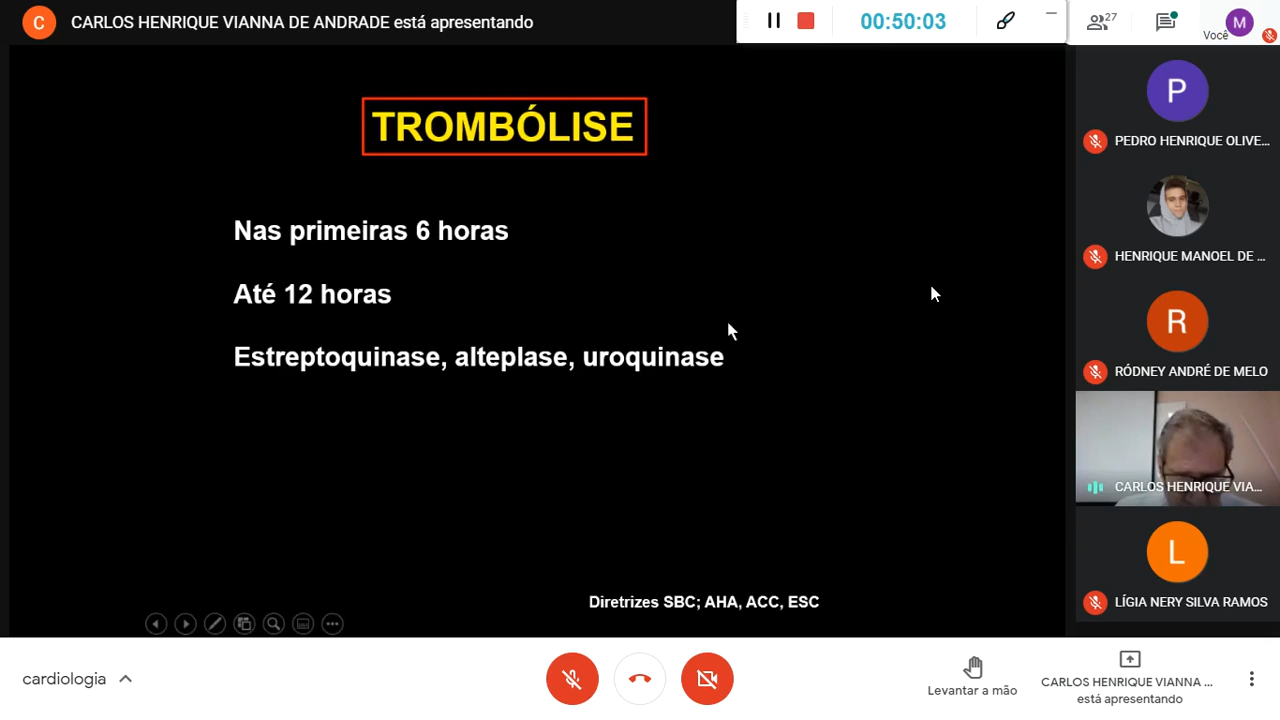 C
CARLOS HENRIQUE VIANNA DE ANDRADE está apresentando
00:50:03
27
Você
M
TROMBÓLISE
Nas primeiras 6 horas
Até 12 horas
Estreptoquinase, alteplase, uroquinase
Diretrizes SBC; AHA, ACC, ESC
P
PEDRO HENRIQUE OLIVE...
HENRIQUE MANOEL DE ...
R
RÓDNEY ANDRÉ DE MELO
CARLOS HENRIQUE VIA...
L
LÍGIA NERY SILVA RAMOS
cardiologia
Levantar a mão
CARLOS HENRIQUE VIANNA ...
está apresentando